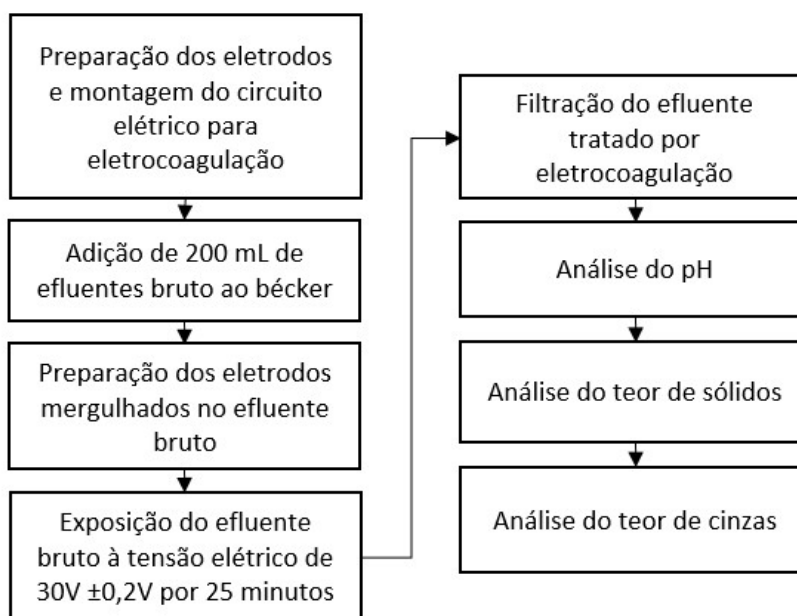 Preparação dos eletrodos
e montagem do circuito
elétrico para
eletrocoagulação
Adição de 200 mL de
efluentes bruto ao bécker
Preparação dos eletrodos
mergulhados no efluente
bruto
Exposição do efluente
bruto à tensão elétrico de
30V ±0,2V por 25 minutos
Filtração do efluente
tratado por
eletrocoagulação
Análise do pH
Análise do teor de sólidos
Análise do teor de cinzas